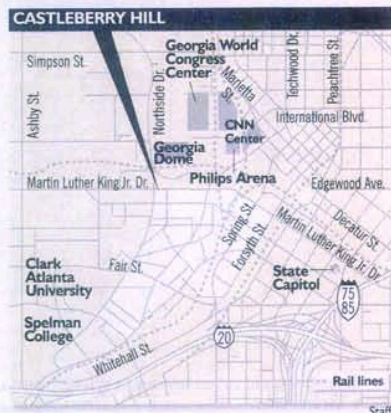 CASTLEBERRY HILL
Georgia World
Congress
Center
Simpson St.
Ashby St.
Northside Dr.
Marietta
St.
Techwood Dr.
Peachtree St.
International Blvd.
CNN
Center
Georgia
Dome
Martin Luther King Jr. Dr.
Philips Arena
Edgewood Ave.
Spring St.
Forsyth St.
Decatur St.
Martin Luther King Jr. Dr.
Clark
Atlanta
University
Fair St.
State
Capitol
75
85
Spelman
College
Whitehall St.
20
Rail lines
Staff